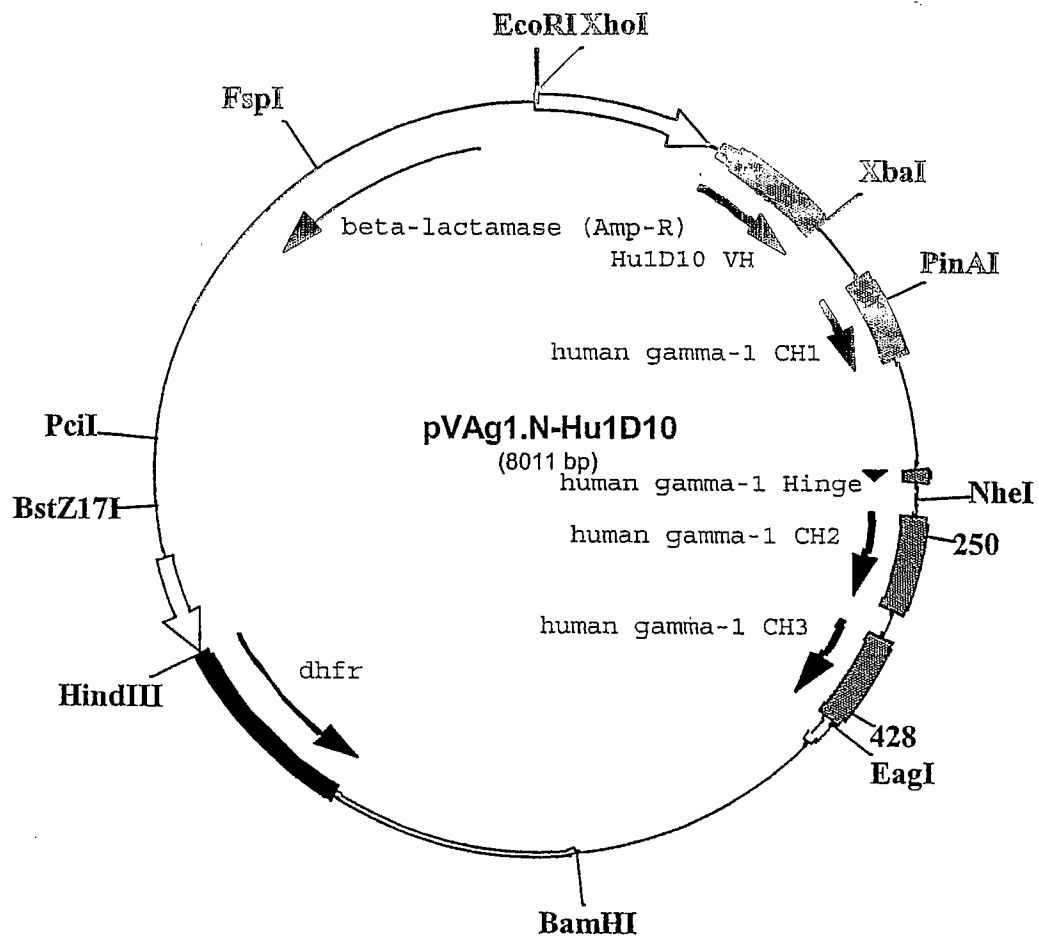 EcoRI XhoI
FspI
XbaI
beta-lactamase (Amp-R)
Hu1D10 VH
PinAI
human gamma-1 CH1
PciI
pVAg1.N-Hu1D10
(8011 bp)
human gamma-1 Hinge
NheI
BstZ17I
human gamma-1 CH2
250
human gamma-1 CH3
dhfr
HindIII
428
EagI
BamHI